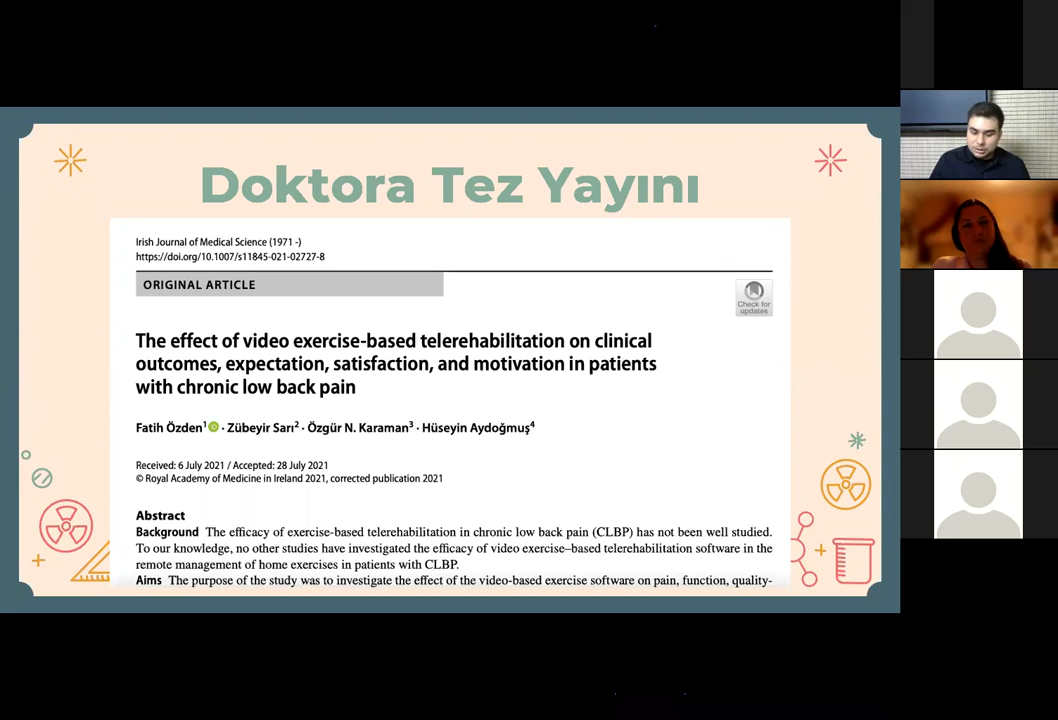 Doktora Tez Yayını
Irish Journal of Medical Science (1971 -)
https://doi.org/10.1007/s11845-021-02727-8
ORIGINAL ARTICLE
Check for
updates
The effect of video exercise-based telerehabilitation on clinical
outcomes, expectation, satisfaction, and motivation in patients
with chronic low back pain
Fatih Özden1 · Zübeyir Sarı2 · Özgür N. Karaman3 · Hüseyin Aydoğmuş4
Received: 6 July 2021 / Accepted: 28 July 2021
© Royal Academy of Medicine in Ireland 2021, corrected publication 2021
Abstract
Background The efficacy of exercise-based telerehabilitation in chronic low back pain (CLBP) has not been well studied.
To our knowledge, no other studies have investigated the efficacy of video exercise–based telerehabilitation software in the
remote management of home exercises in patients with CLBP.
Aims The purpose of the study was to investigate the effect of the video-based exercise software on pain, function, quality-